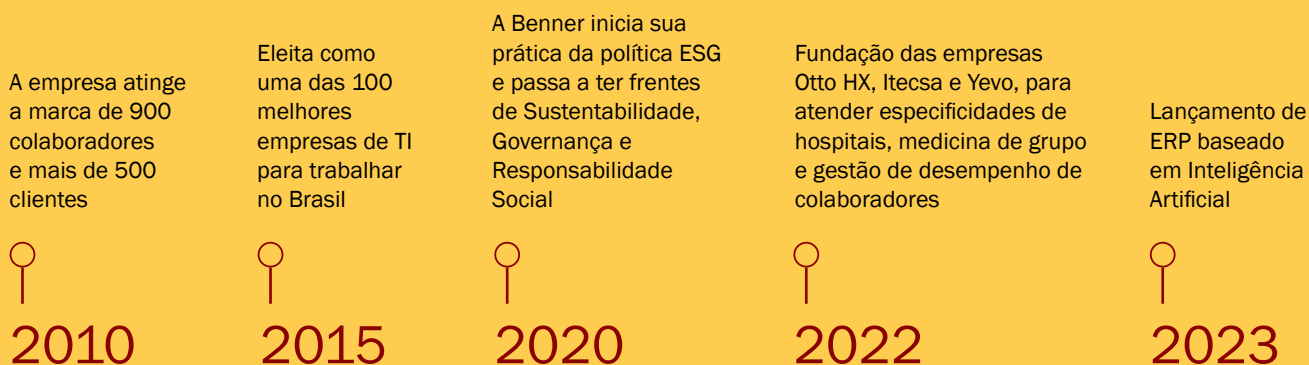 A empresa atinge
a marca de 900
colaboradores
e mais de 500
clientes
2010
Eleita como
uma das 100
melhores
empresas de TI
para trabalhar
no Brasil
2015
A Benner inicia sua
prática da política ESG
e passa a ter frentes
de Sustentabilidade,
Governança e
Responsabilidade
Social
2020
Fundação das empresas
Otto HX, Itecsa e Yevo, para
atender especificidades de
hospitais, medicina de grupo
e gestão de desempenho de
colaboradores
2022
Lançamento de
ERP baseado
em Inteligência
Artificial
2023